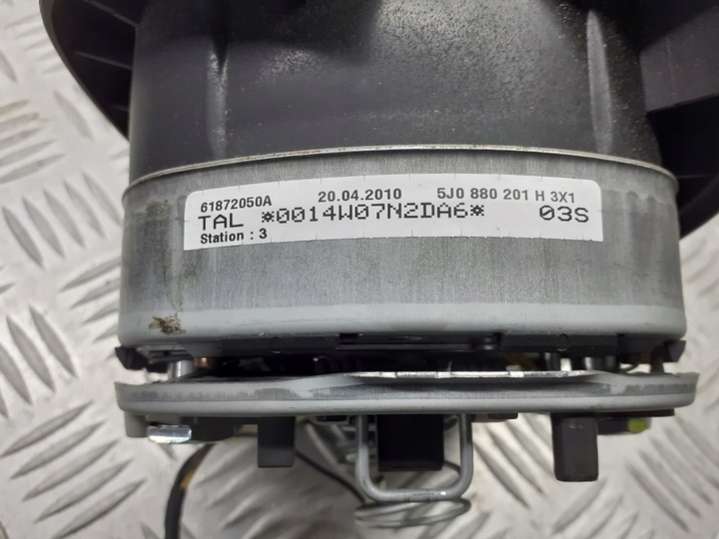 61872050A 20.04.2010 5J0 880 201 H 3X1
TAL *0014W07N2DA6* 03S
Station : 3